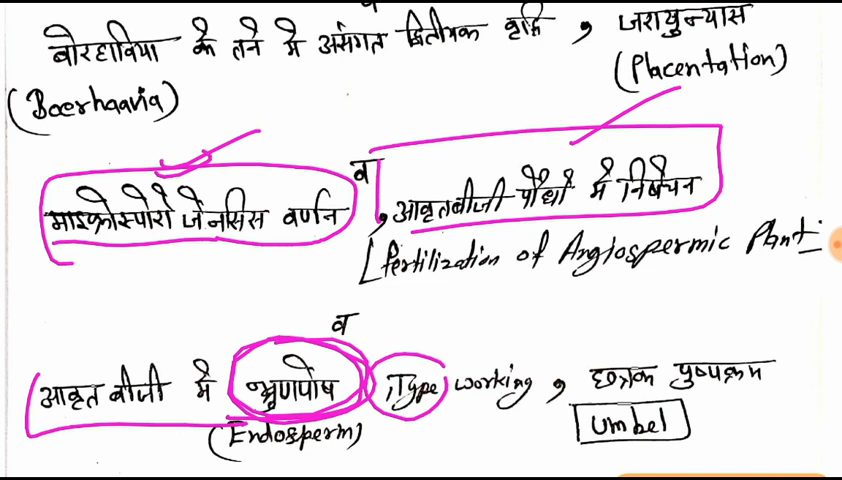 व
बोरहाविया के तने मे असंगत द्वितीयक वृद्धि , जरायुन्यास
(Boerhaavia) (Placentation)
माइक्रोस्पोरोजेनसिस वर्णन व , आवृतबीजी पौधो मे निषेचन
[fertilization of Angiospermic Plant
व
आवृत बीजी मे भ्रुणपोष , Type, working , छत्रक पुष्पक्रम
(Endosperm) Umbel